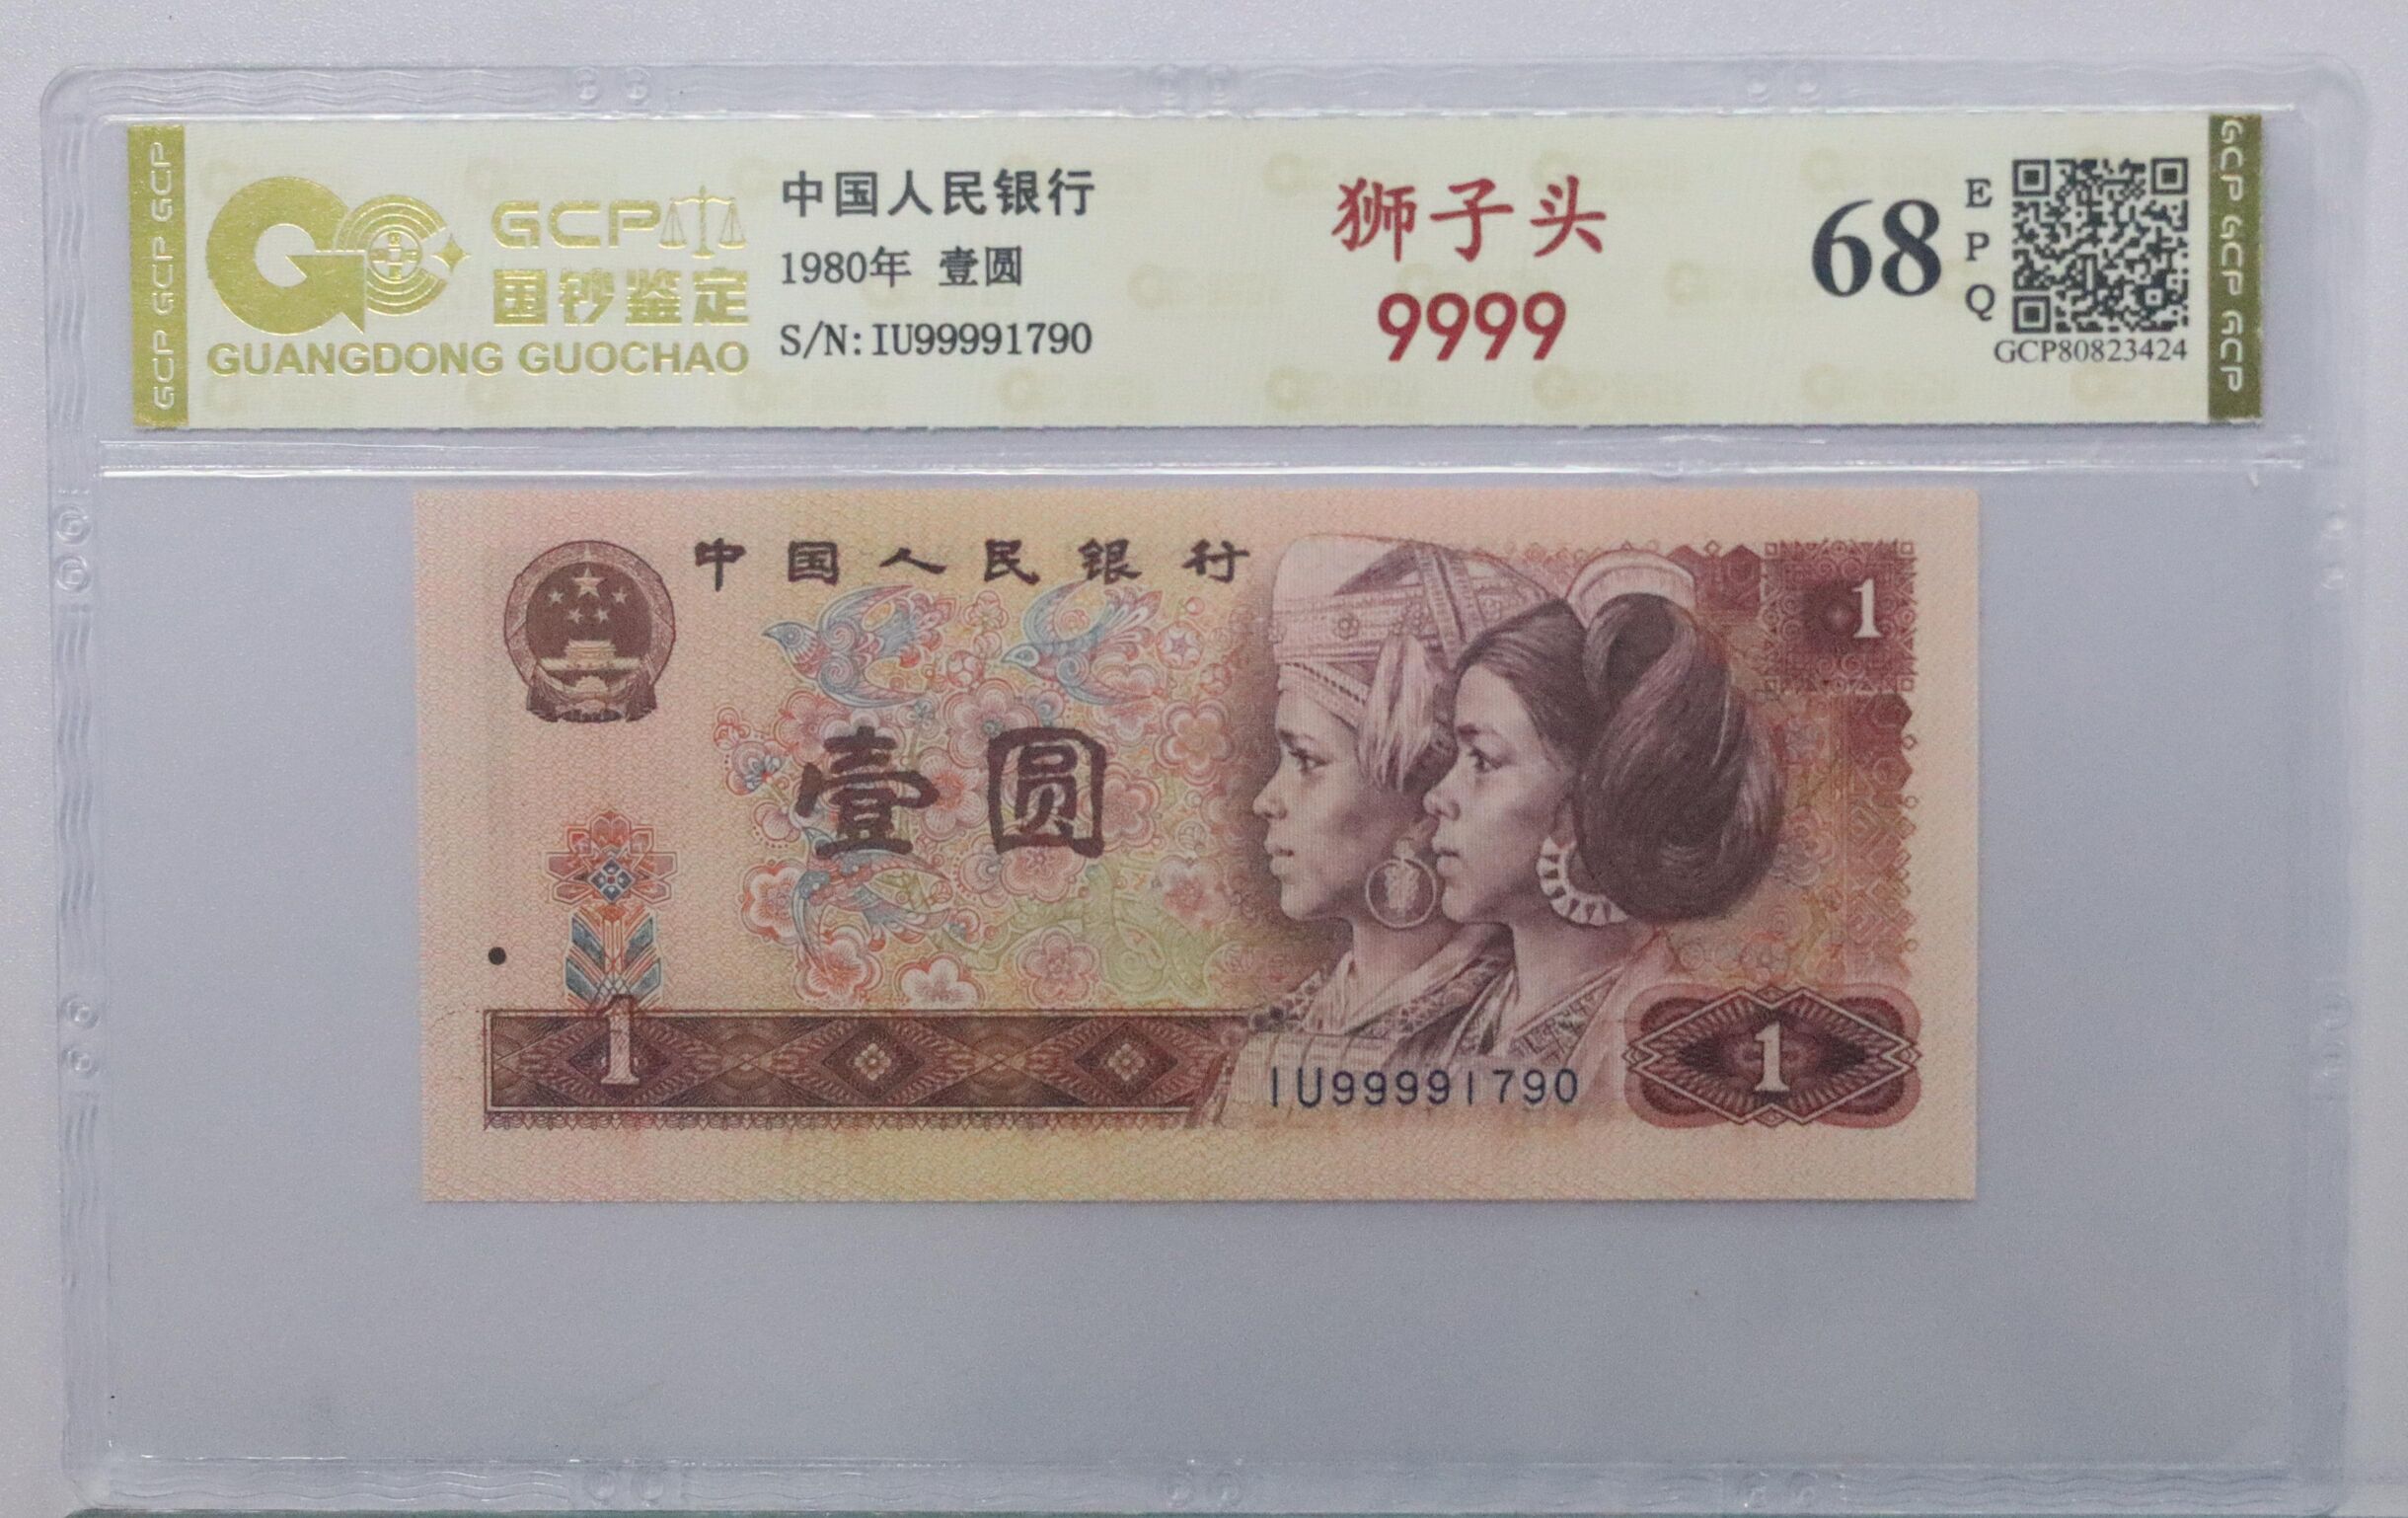 GCP GCP GCP
GCP
国钞鉴定
GUANGDONG GUOCHAO
中国人民银行
1980年 壹圆
S/N:IU99991790
狮子头
9999
68
EPQ
GCP80823424
GCP GCP GCP
中国人民银行
1
壹圆
1
IU99991790
1